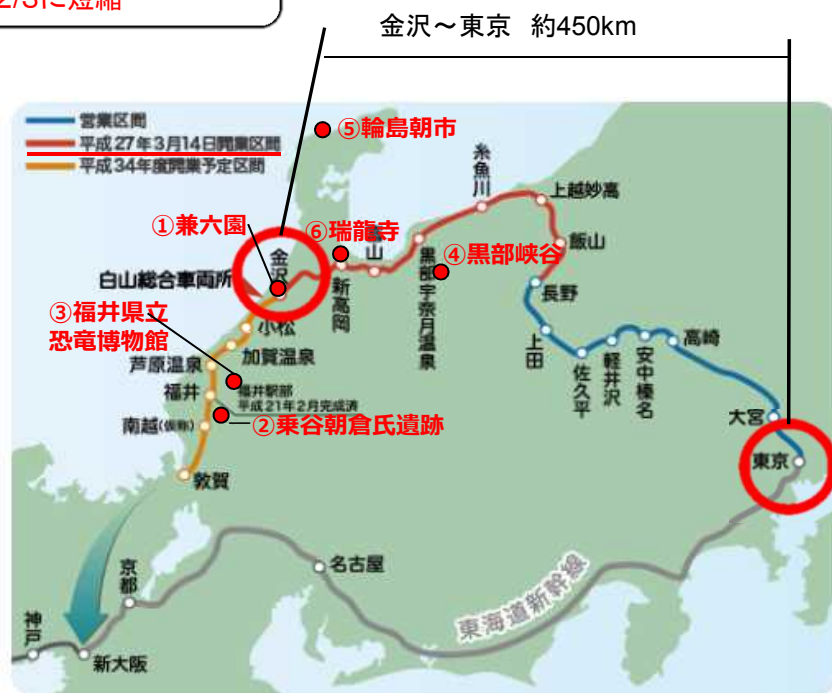 2/3に短縮
金沢～東京 約450km
営業区間
平成27年3月14日開業区間
平成34年度開業予定区間
⑤輪島朝市
糸魚川
上越妙高
①兼六園
⑥瑞龍寺
飯山
金沢
④黒部峡谷
白山総合車両所
新高岡
黒部宇奈月温泉
長野
③福井県立
恐竜博物館
小松
上田
高崎
安中榛名
軽井沢
佐久平
加賀温泉
芦原温泉
福井
福井駅部
平成21年2月完成済
大宮
南越(仮称)
②乗谷朝倉氏遺跡
東京
敦賀
京都
名古屋
東海道新幹線
神戸
新大阪